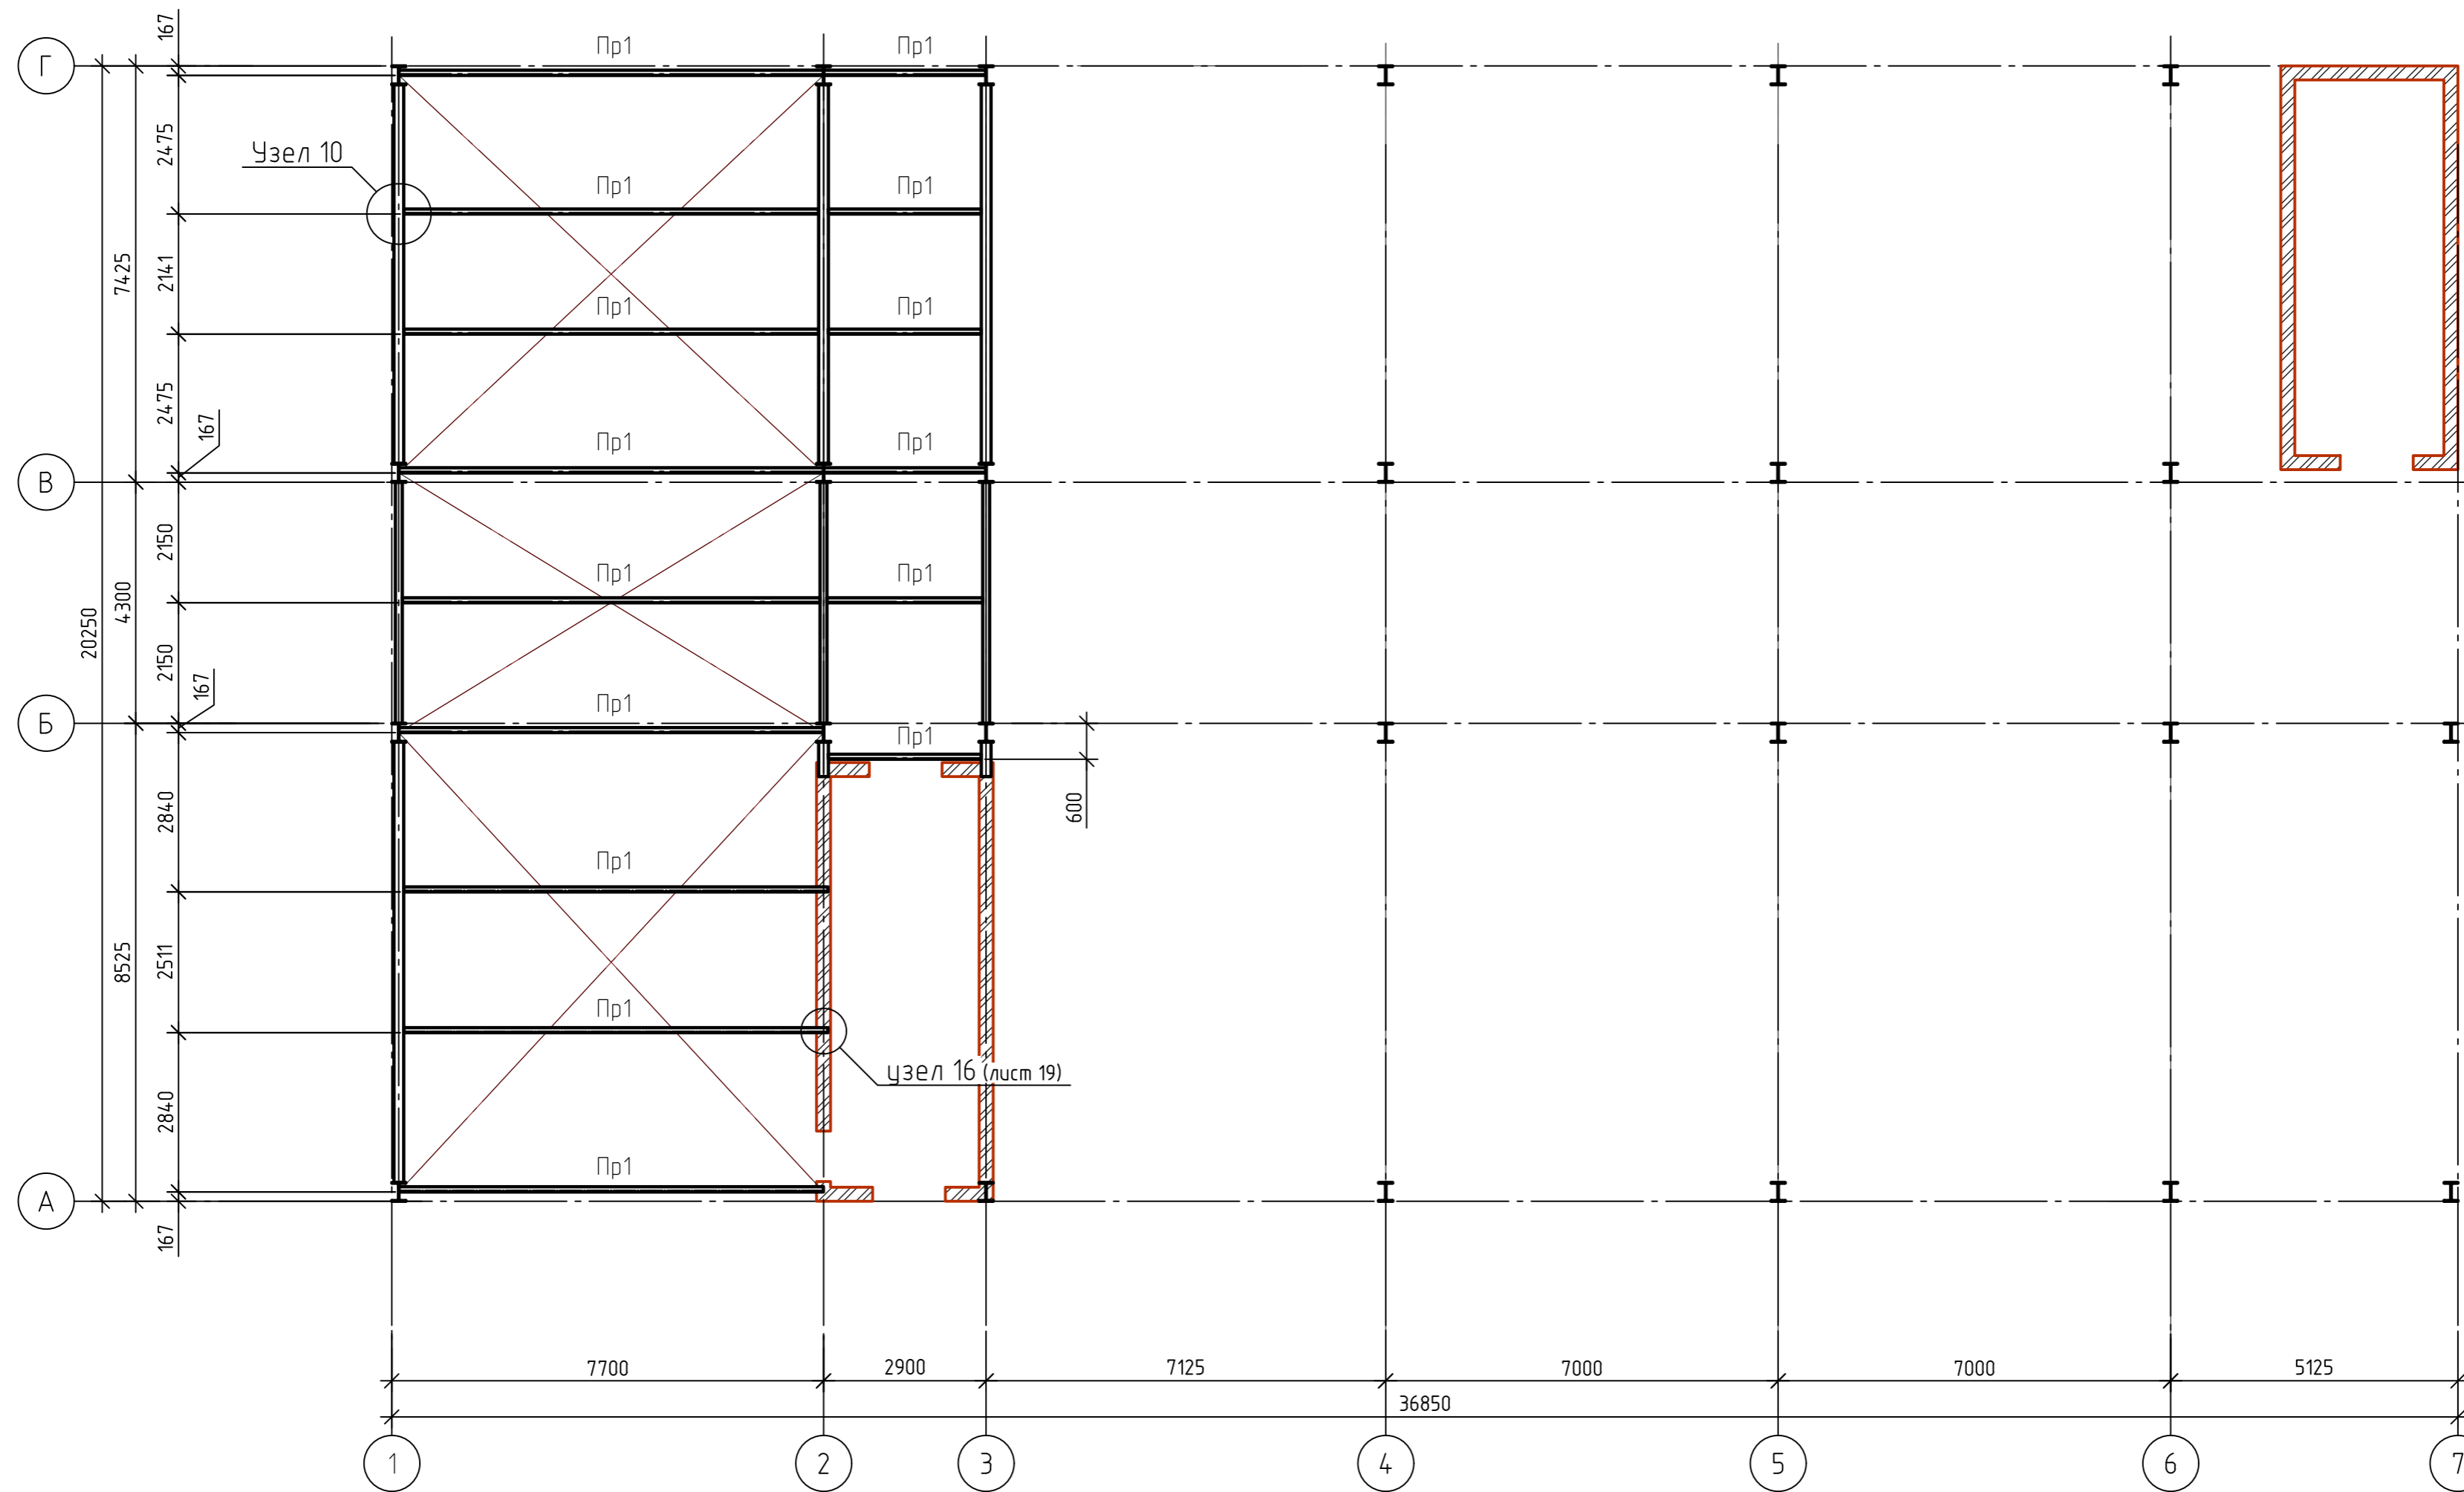 167
Г
Пр1 Пр1
2475
Узел 10
Пр1 Пр1
7425
2141
Пр1 Пр1
2475
167
Пр1 Пр1
В
2150
Пр1 Пр1
4300
20250
2150
167
Пр1
Б
Пр1
600
2840
Пр1
8525
2511
Пр1
узел 16 (лист 19)
2840
Пр1
А
167
7700 2900 7125 7000 7000 5125
36850
1 2 3 4 5 6 7